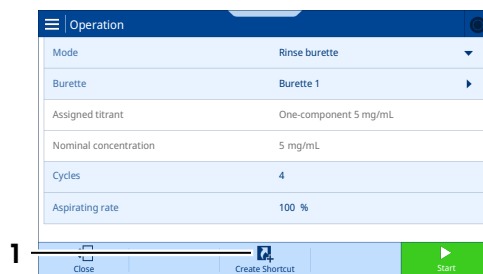 Operation
Mode Rinse burette
Burette Burette 1
Assigned titrant One-component 5 mg/mL
Nominal concentration 5 mg/mL
Cycles 4
Aspirating rate 100 %
1
Close Create Shortcut Start